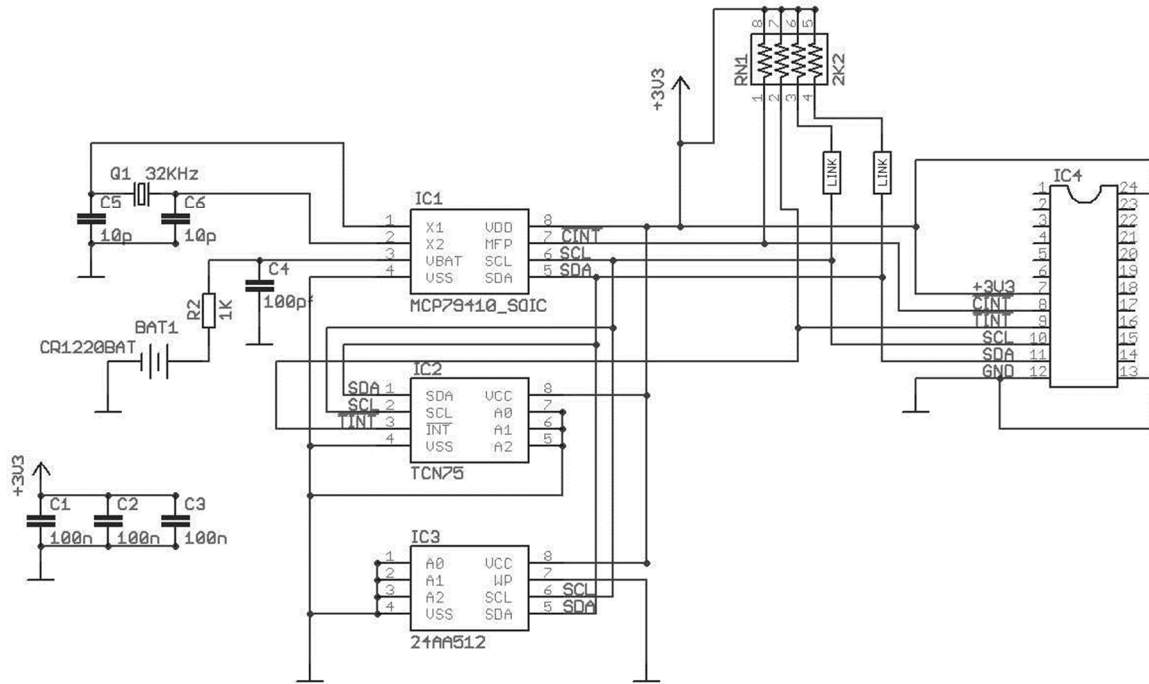 8 7 6 5
RN1
2K2
1 2 3 4
+3V3
LINK
LINK
Q1 32KHz
C5
C6
10p
10p
IC1
1 X1 VDD 8
2 X2 MFP 7 CINT
3 VBAT SCL 6 SCL
4 VSS SDA 5 SDA
MCP79410_SOIC
C4
100pf
R2
1K
BAT1
CR1220BAT
IC2
SDA 1 SDA VCC 8
SCL 2 SCL A0 7
TINT 3 INT A1 6
4 VSS A2 5
TCN75
IC4
1 24
2 23
3 22
4 21
5 20
6 19
+3V3 7 18
CINT 8 17
TINT 9 16
SCL 10 15
SDA 11 14
GND 12 13
+3V3
C1
C2
C3
100n
100n
100n
IC3
1 A0 VCC 8
2 A1 WP 7
3 A2 SCL 6 SCL
4 VSS SDA 5 SDA
24AA512